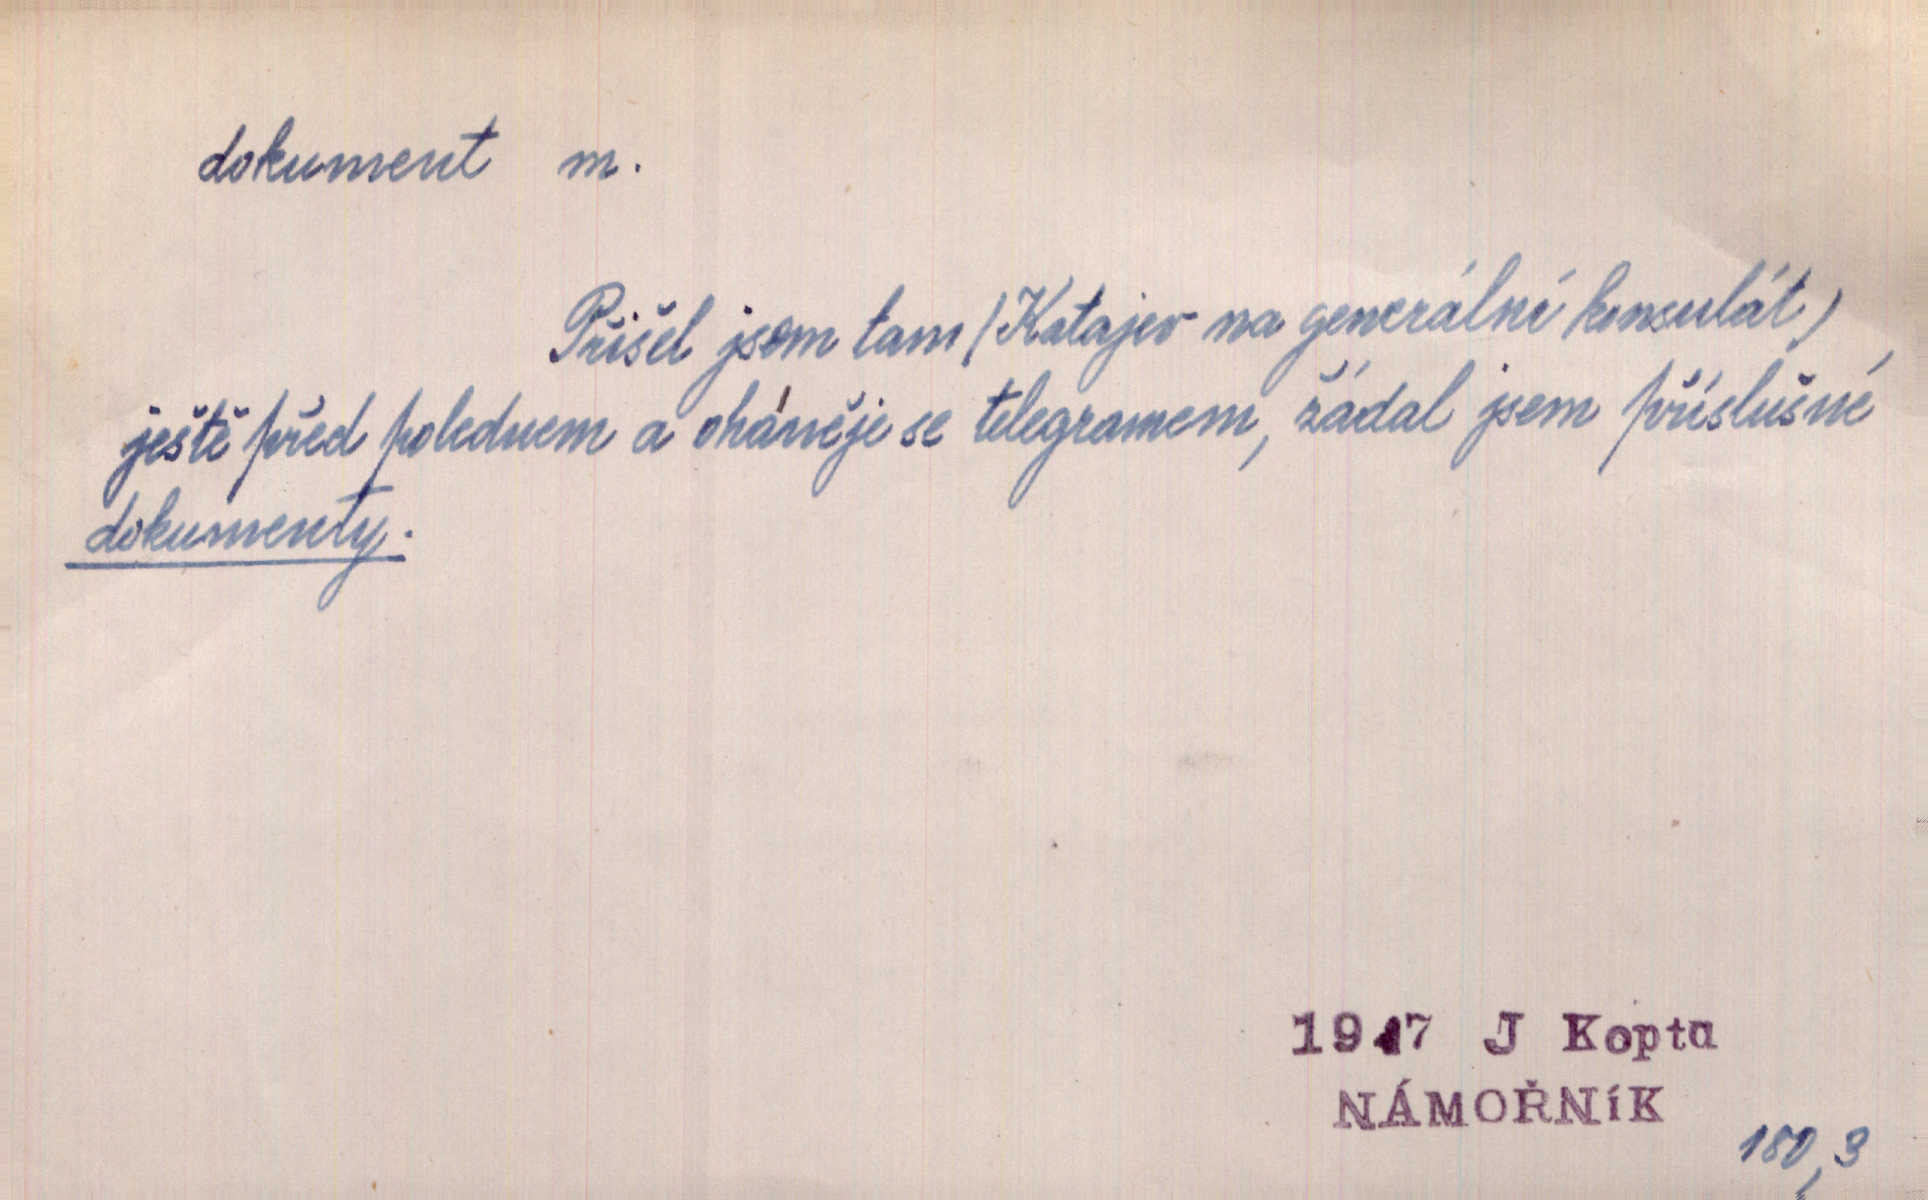 dokument m.
Přišel jsem tam (Katajev na generální konsulát)
ještě před polednem a oháněje se telegramem, žádal jsem příslušné
dokumenty.
1947 J Kopta
NÁMOŘNíK
180,3